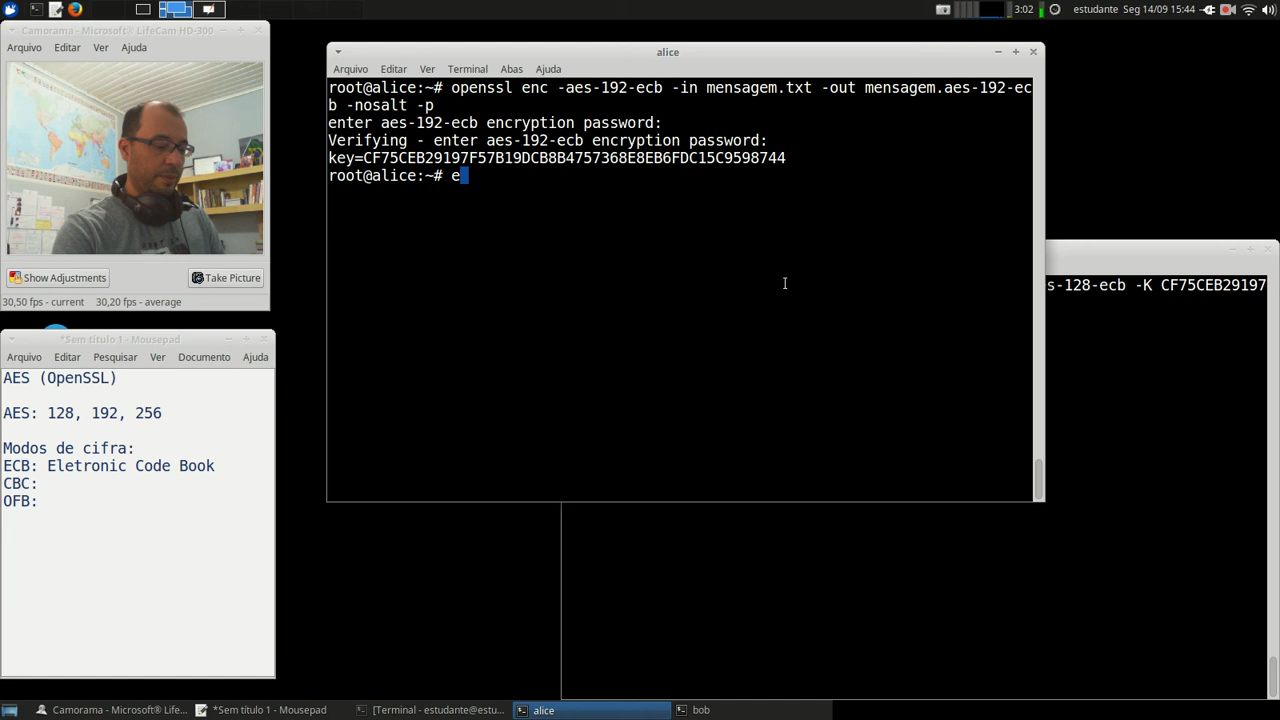 3:02
estudante
Seg 14/09 15:44
Camorama - Microsoft® LifeCam HD-300
Arquivo Editar Ver Ajuda
Show Adjustments
Take Picture
30,50 fps - current 30,20 fps - average
*Sem título 1 - Mousepad
Arquivo Editar Pesquisar Ver Documento Ajuda
AES (OpenSSL)
AES: 128, 192, 256
Modos de cifra:
ECB: Eletronic Code Book
CBC:
OFB:
alice
Arquivo Editar Ver Terminal Abas Ajuda
root@alice:~# openssl enc -aes-192-ecb -in mensagem.txt -out mensagem.aes-192-ec
b -nosalt -p
enter aes-192-ecb encryption password:
Verifying - enter aes-192-ecb encryption password:
key=CF75CEB29197F57B19DCB8B4757368E8EB6FDC15C9598744
root@alice:~# e
s-128-ecb -K CF75CEB29197
Camorama - Microsoft® Life...
*Sem título 1 - Mousepad
[Terminal - estudante@estu...
alice
bob